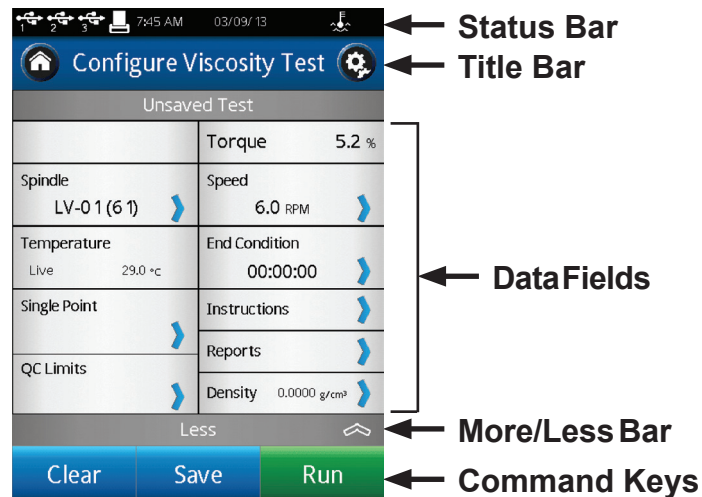 1 2 3 7:45 AM 03/09/13 F
Status Bar
Configure Viscosity Test
Title Bar
Unsaved Test
Torque 5.2 %
Spindle
LV-01 (61)
Speed
6.0 RPM
Temperature
Live 29.0 °C
End Condition
00:00:00
Data Fields
Single Point
Instructions
Reports
QC Limits
Density 0.0000 g/cm³
Less
More/Less Bar
Clear Save Run
Command Keys